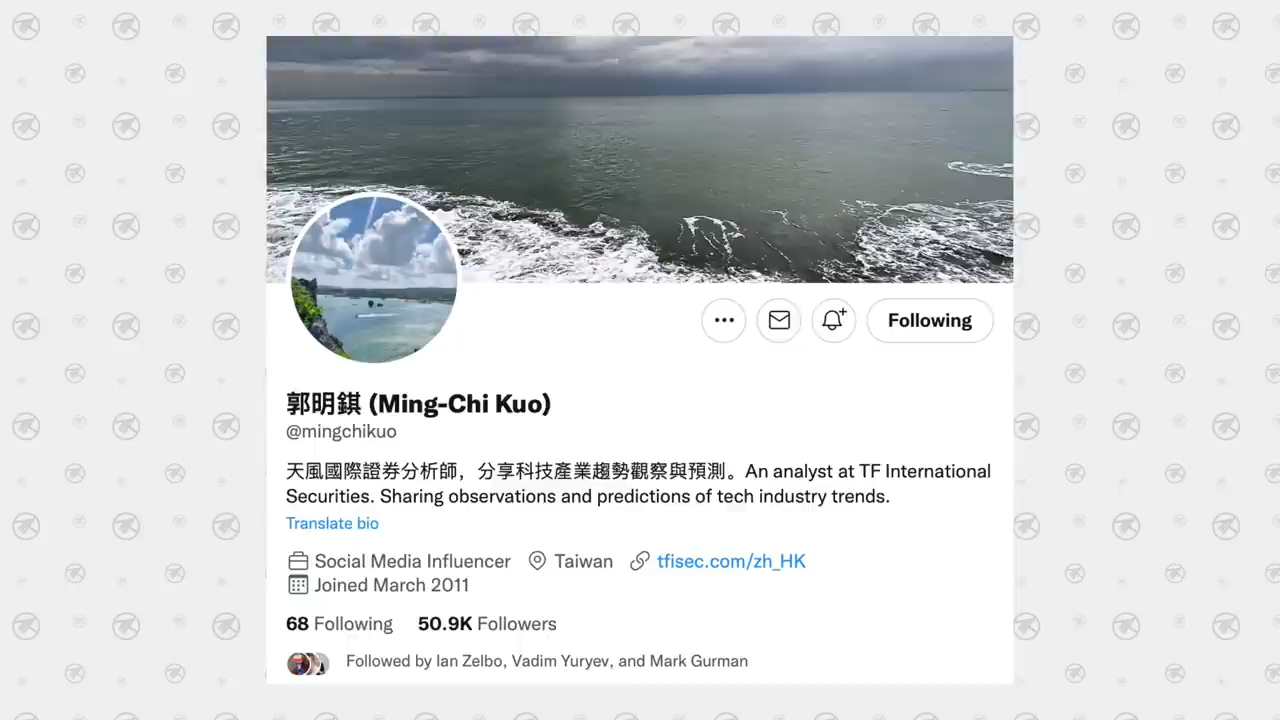 Following
郭明錤 (Ming-Chi Kuo)
@mingchikuo
天風國際證券分析師，分享科技產業趨勢觀察與預測。An analyst at TF International
Securities. Sharing observations and predictions of tech industry trends.
Translate bio
Social Media Influencer Taiwan tfisec.com/zh_HK
Joined March 2011
68 Following 50.9K Followers
Followed by Ian Zelbo, Vadim Yuryev, and Mark Gurman